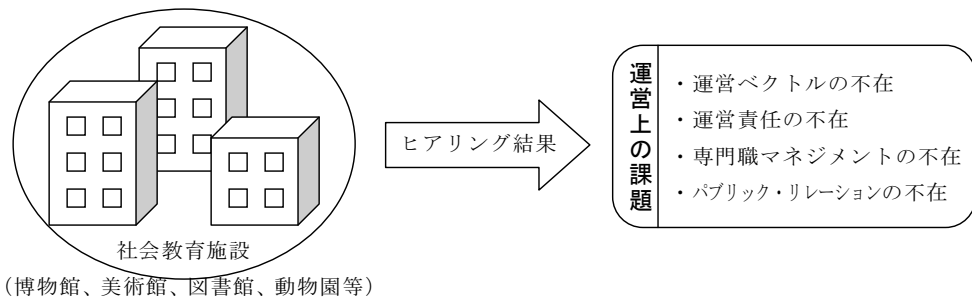 社会教育施設
（博物館、美術館、図書館、動物園等）
ヒアリング結果
運営上の課題
・運営ベクトルの不在
・運営責任の不在
・専門職マネジメントの不在
・パブリック・リレーションの不在